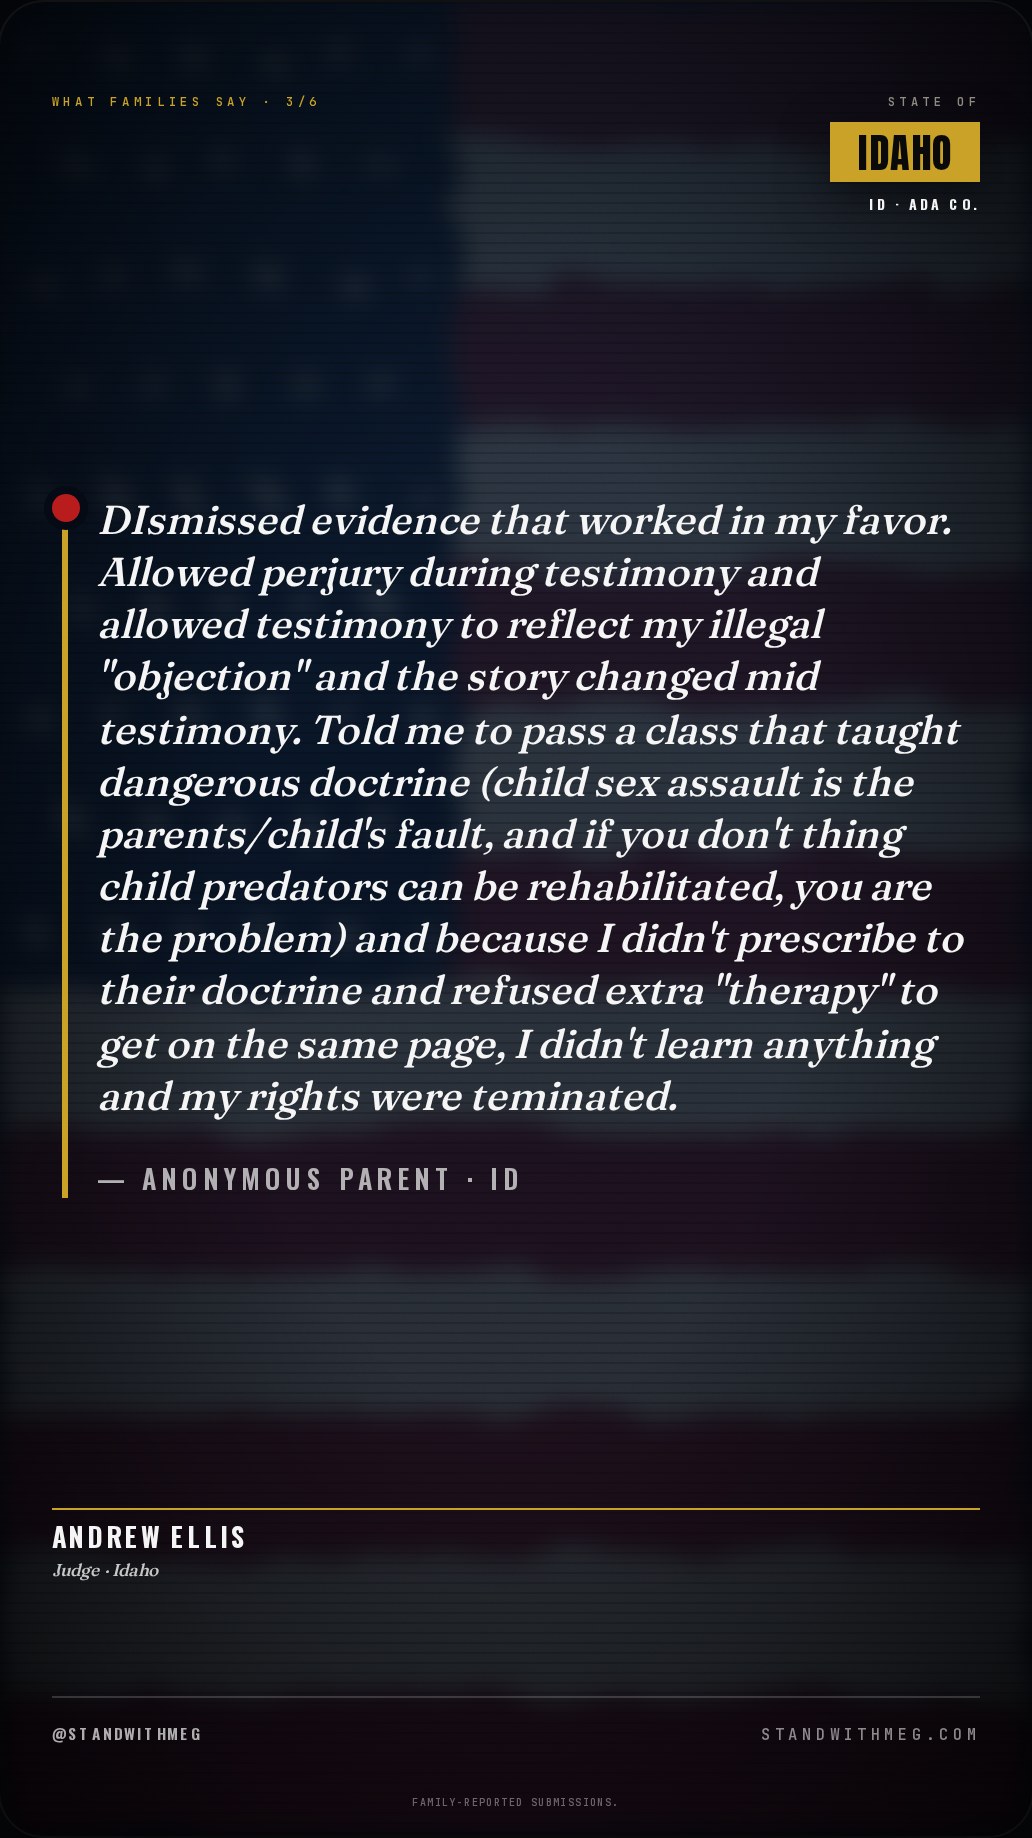 WHAT FAMILIES SAY · 3/6
STATE OF
IDAHO
ID · ADA CO.
DIsmissed evidence that worked in my favor.
Allowed perjury during testimony and
allowed testimony to reflect my illegal
"objection" and the story changed mid
testimony. Told me to pass a class that taught
dangerous doctrine (child sex assault is the
parents/child's fault, and if you don't thing
child predators can be rehabilitated, you are
the problem) and because I didn't prescribe to
their doctrine and refused extra "therapy" to
get on the same page, I didn't learn anything
and my rights were teminated.
— ANONYMOUS PARENT · ID
ANDREW ELLIS
Judge · Idaho
@STANDWITHMEG
STANDWITHMEG.COM
FAMILY-REPORTED SUBMISSIONS.